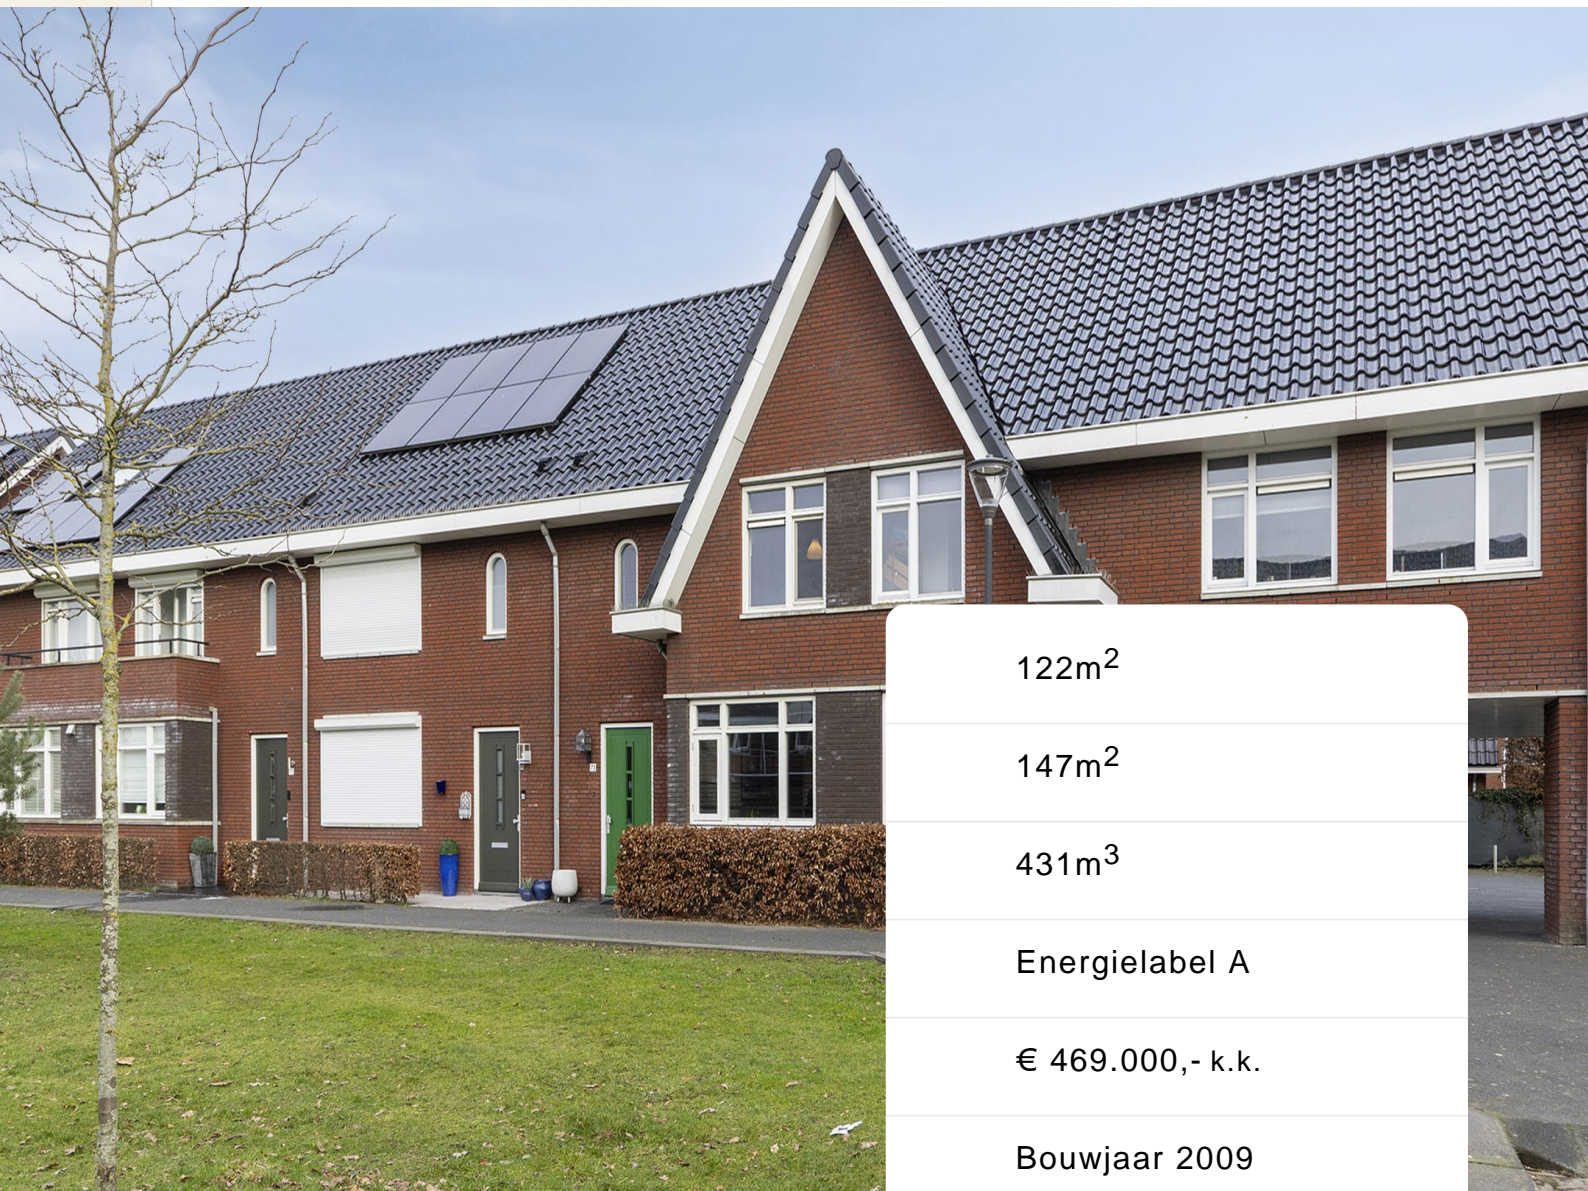 122m²
147m²
431m³
Energielabel A
€ 469.000,- k.k.
Bouwjaar 2009